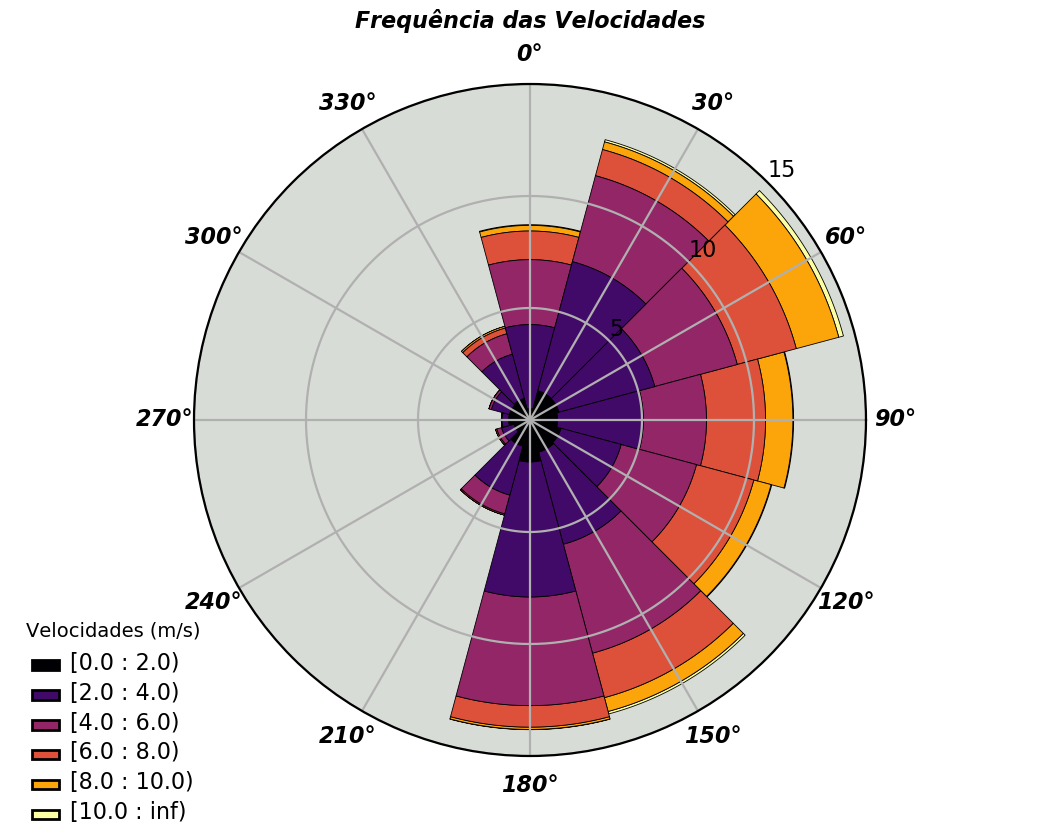 Frequência das Velocidades
0°
330°
30°
15
300°
60°
10
5
270°
90°
240°
120°
210°
150°
180°
Velocidades (m/s)
[0.0 : 2.0)
[2.0 : 4.0)
[4.0 : 6.0)
[6.0 : 8.0)
[8.0 : 10.0)
[10.0 : inf)